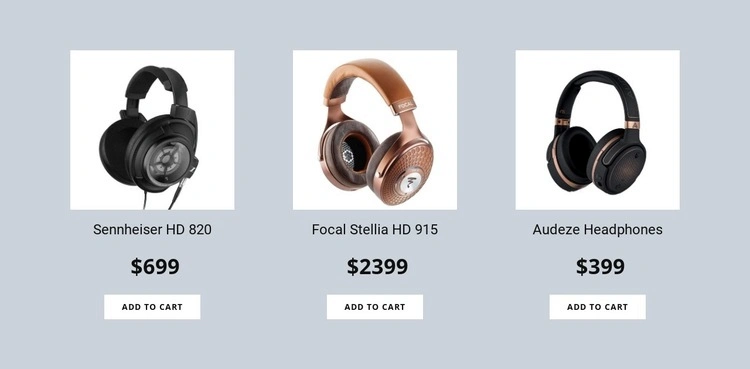 FOCAL
Sennheiser HD 820
Focal Stellia HD 915
Audeze Headphones
$699
$2399
$399
ADD TO CART
ADD TO CART
ADD TO CART